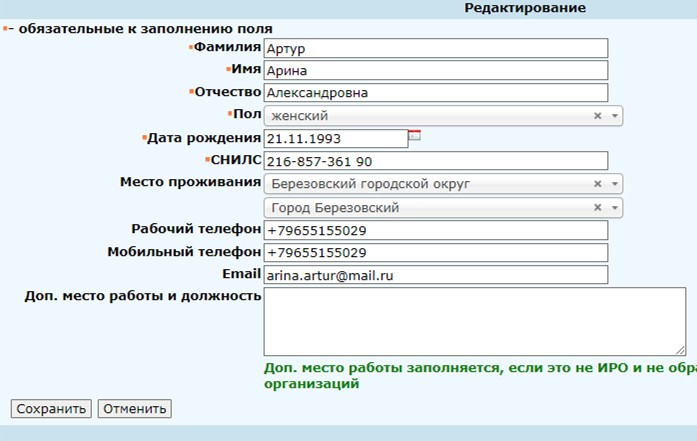 Редактирование
- обязательные к заполнению поля
Фамилия Артур
Имя Арина
Отчество Александровна
Пол женский
Дата рождения 21.11.1993
СНИЛС 216-857-361 90
Место проживания Березовский городской округ
Город Березовский
Рабочий телефон +79655155029
Мобильный телефон +79655155029
Email arina.artur@mail.ru
Доп. место работы и должность
Доп. место работы заполняется, если это не ИРО и не обра
организаций
Сохранить Отменить